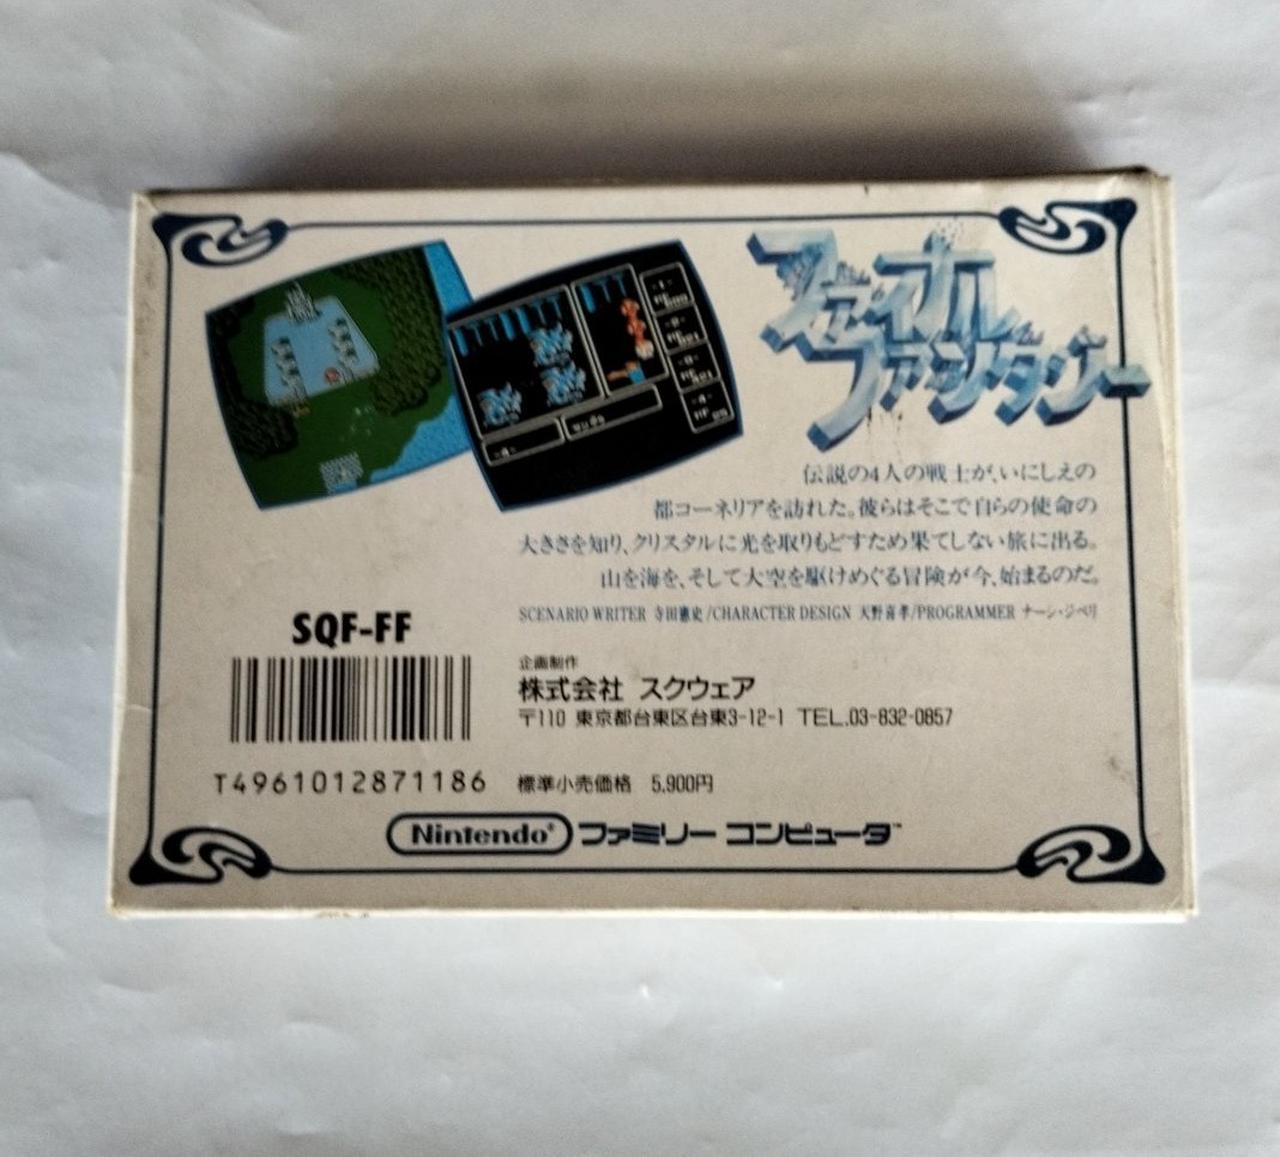 ファイナル
ファンタジー
伝説の4人の戦士が、いにしえの
都コーネリアを訪れた。彼らはそこで自らの使命の
大きさを知り、クリスタルに光を取りもどすため果てしない旅に出る。
山を海を、そして大空を駆けめぐる冒険が今、始まるのだ。
SCENARIO WRITER 寺田憲史/CHARACTER DESIGN 天野喜孝/PROGRAMMER ナーシャ・ジベリ
SQF-FF
企画制作
株式会社 スクウェア
〒110 東京都台東区台東3-12-1 TEL.03-832-0857
T4961012871186
標準小売価格 5,900円
Nintendo® ファミリー コンピュータ™